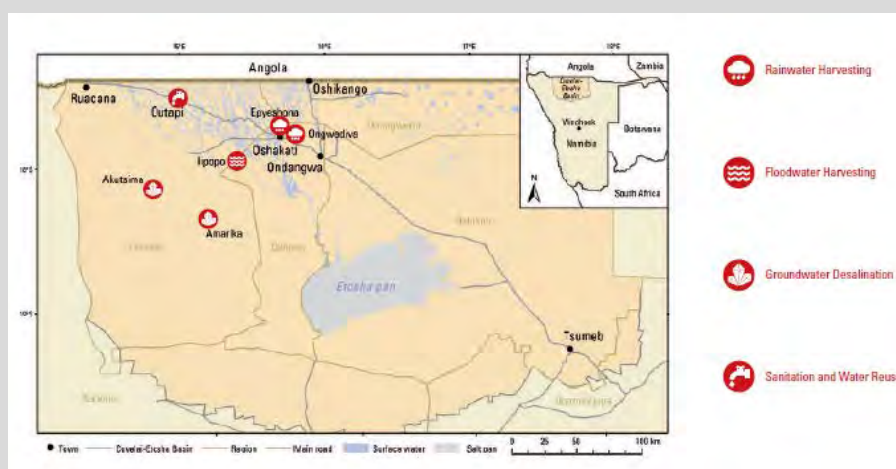 Angola
Oshikango
Ruacana
Outapi
Epyeshona
Ongwediva
Oshakati
Iipopo
Ondangwa
Akutsima
Amarika
Etosha pan
Tsumeb
Angola
Zambia
Windhoek
Namibia
Botswana
South Africa
N
Rainwater Harvesting
Floodwater Harvesting
Groundwater Desalination
Sanitation and Water Reus
Town
Cuvelai-Etosha Basin
Region
Main road
Surface water
Salt pan
0 25 50 100 km